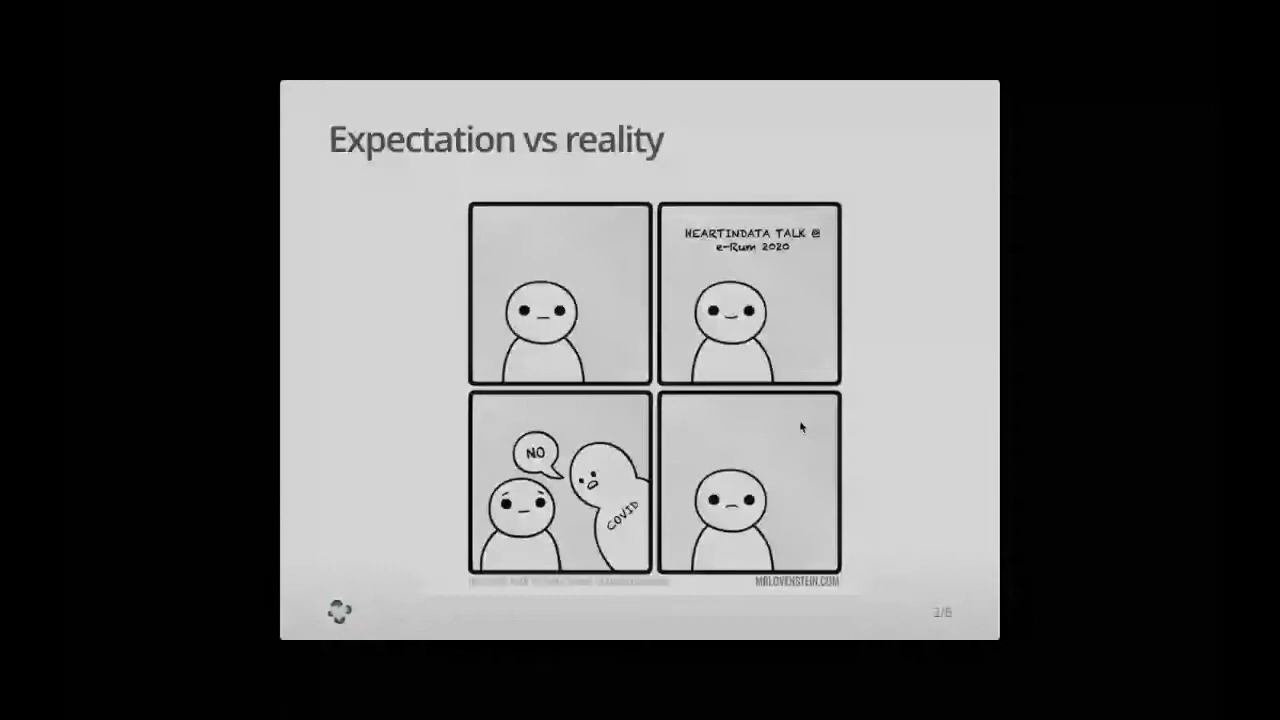 Expectation vs reality
HEARTINDATA TALK @
e-Rum 2020
NO
COVID
MRLOVENSTEIN.COM